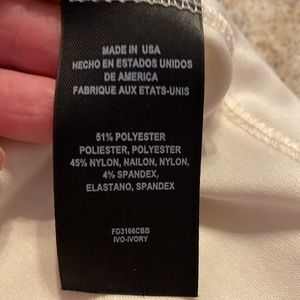 MADE IN USA
HECHO EN ESTADOS UNIDOS
DE AMERICA
FABRIQUE AUX ETATS-UNIS
51% POLYESTER
POLIESTER, POLYESTER
45% NYLON, NAILON, NYLON,
4% SPANDEX,
ELASTANO, SPANDEX
FD3166CBB
IVO-IVORY